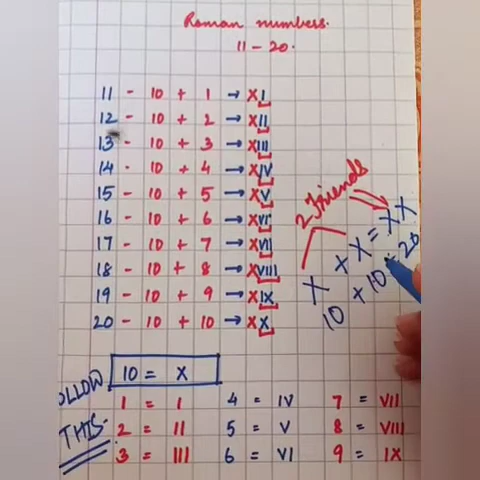 Roman numbers.
11 - 20.
11 - 10 + 1 → XI
12 - 10 + 2 → XII
13 - 10 + 3 → XIII
14 - 10 + 4 → XIV
15 - 10 + 5 → XV
16 - 10 + 6 → XVI
17 - 10 + 7 → XVII
18 - 10 + 8 → XVIII
19 - 10 + 9 → XIX
20 - 10 + 10 → XX
2 Friends
X + X = XX
10 + 10 = 20
OLLOW THIS-
10 = X
1 = I 4 = IV 7 = VII
2 = II 5 = V 8 = VIII
3 = III 6 = VI 9 = IX